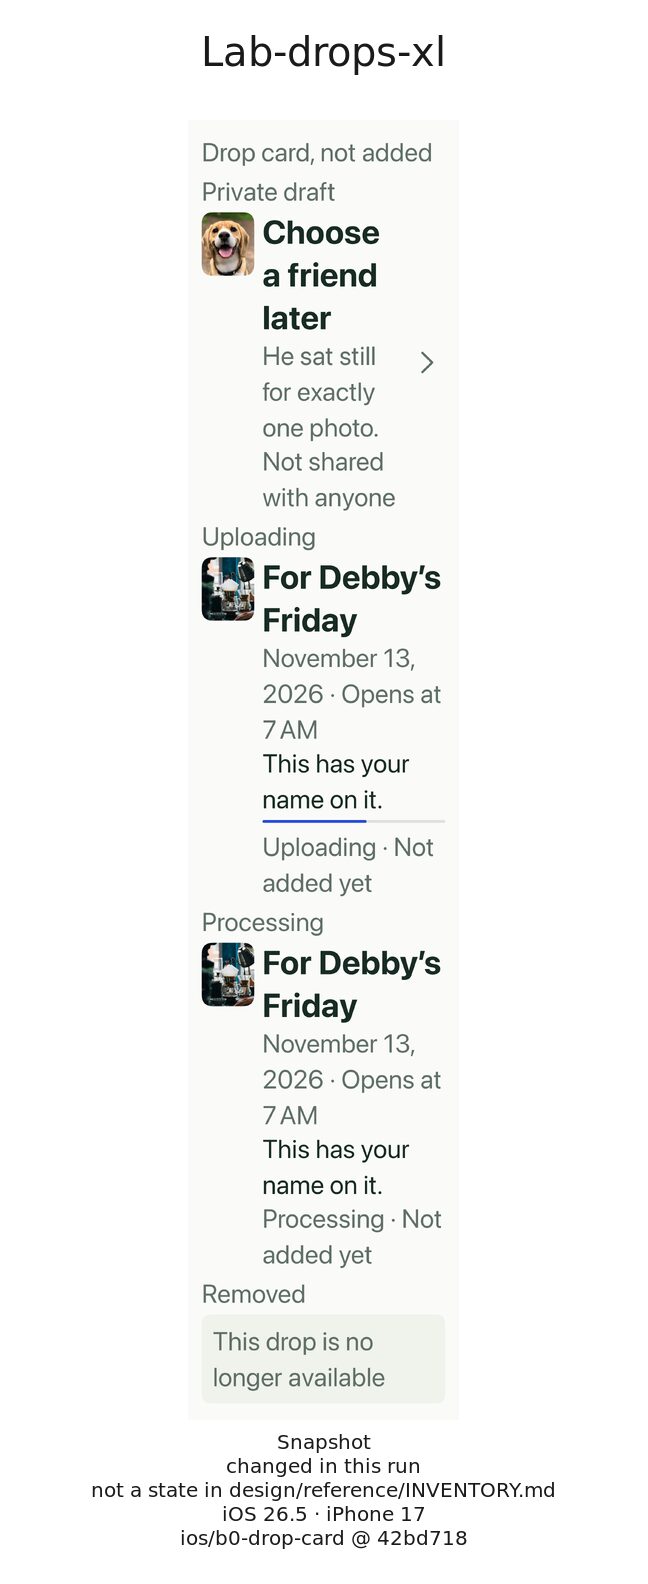 Lab-drops-xl
Drop card, not added
Private draft
Choose
a friend
later
He sat still
for exactly
one photo.
Not shared
with anyone
Uploading
For Debby’s
Friday
November 13,
2026 · Opens at
7 AM
This has your
name on it.
Uploading · Not
added yet
Processing
For Debby’s
Friday
November 13,
2026 · Opens at
7 AM
This has your
name on it.
Processing · Not
added yet
Removed
This drop is no
longer available
Snapshot
changed in this run
not a state in design/reference/INVENTORY.md
iOS 26.5 · iPhone 17
ios/b0-drop-card @ 42bd718